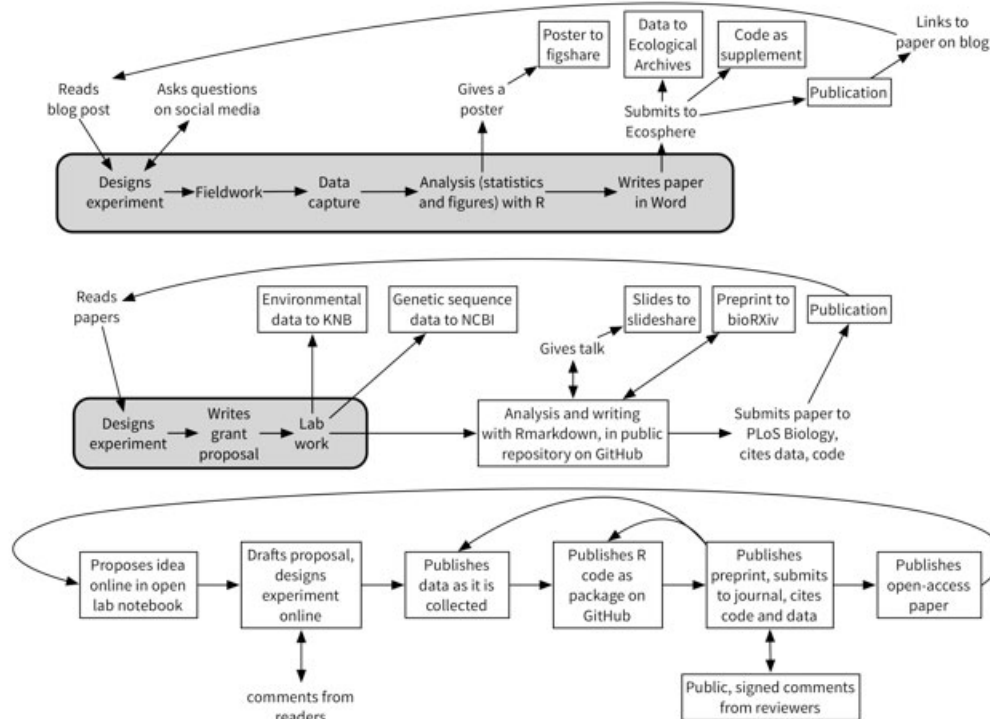 Links to
paper on blog
Poster to
figshare
Data to
Ecological
Archives
Code as
supplement
Reads
blog post
Asks questions
on social media
Gives a
poster
Submits to
Ecosphere
Publication
Designs
experiment
Fieldwork
Data
capture
Analysis (statistics
and figures) with R
Writes paper
in Word
Reads
papers
Environmental
data to KNB
Genetic sequence
data to NCBI
Slides to
slideshare
Preprint to
bioRXiv
Publication
Gives talk
Designs
experiment
Writes
grant
proposal
Lab
work
Analysis and writing
with Rmarkdown, in public
repository on GitHub
Submits paper to
PLoS Biology,
cites data, code
Proposes idea
online in open
lab notebook
Drafts proposal,
designs
experiment
online
Publishes
data as it is
collected
Publishes R
code as
package on
GitHub
Publishes
preprint, submits
to journal, cites
code and data
Publishes
open-access
paper
comments from
readers
Public, signed comments
from reviewers